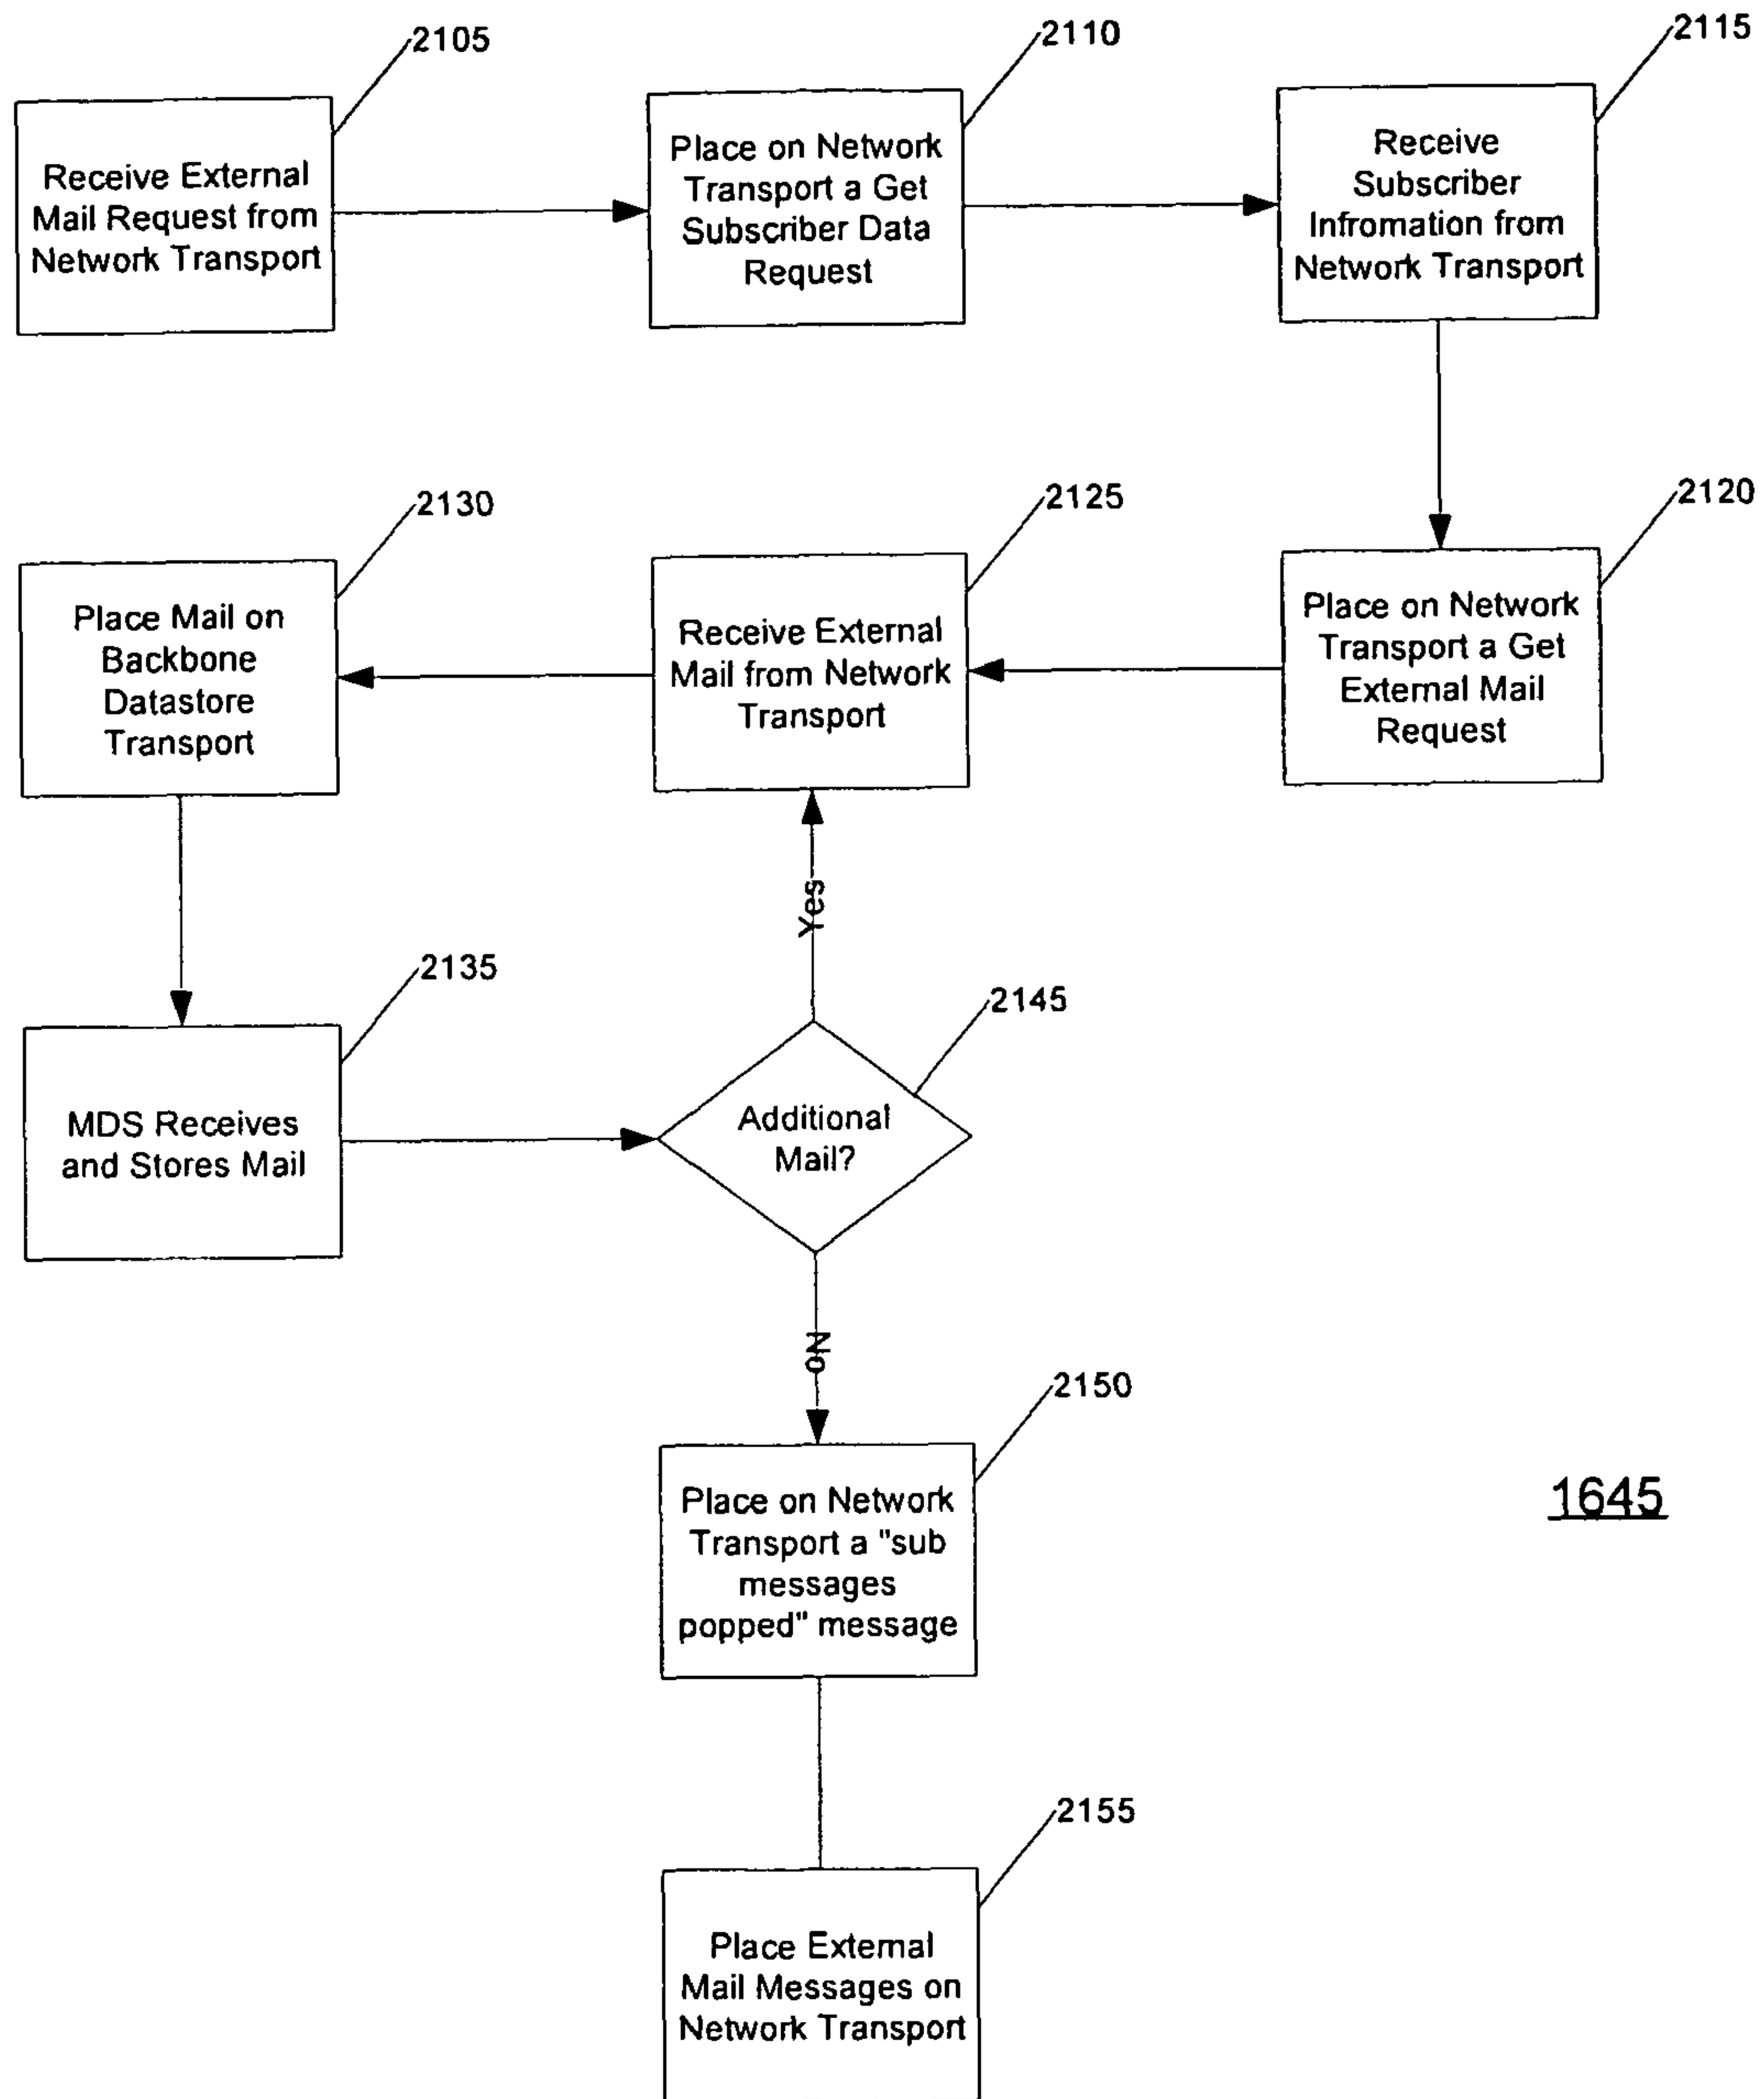 2105
Receive External
Mail Request from
Network Transport
2110
Place on Network
Transport a Get
Subscriber Data
Request
2115
Receive
Subscriber
Infromation from
Network Transport
2120
Place on Network
Transport a Get
External Mail
Request
2125
Receive External
Mail from Network
Transport
2130
Place Mail on
Backbone
Datastore
Transport
2135
MDS Receives
and Stores Mail
2145
Additional
Mail?
Yes
No
2150
Place on Network
Transport a "sub
messages
popped" message
2155
Place External
Mail Messages on
Network Transport
1645